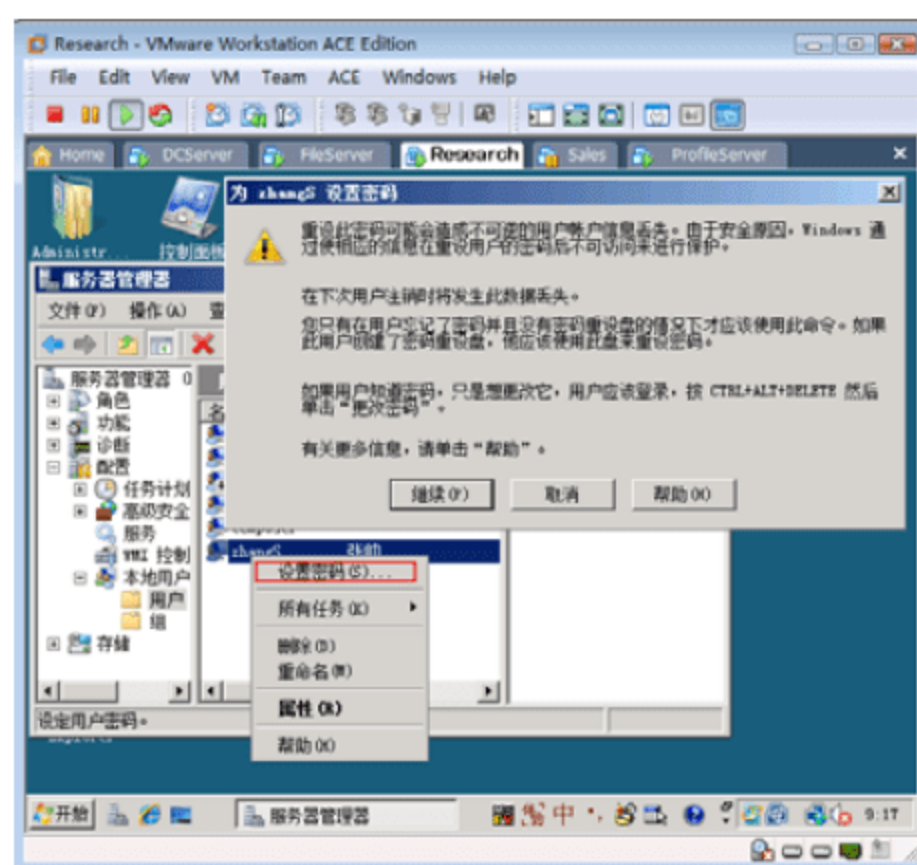 Research - VMware Workstation ACE Edition
File Edit View VM Team ACE Windows Help
Home DCServer FileServer Research Sales ProfileServer
Administr... 控制面板
为 zhangS 设置密码
重设此密码可能会造成不可逆的用户帐户信息丢失。由于安全原因，Windows 通
过使相应的信息在重设用户的密码后不可访问来进行保护。
在下次用户注销时将发生此数据丢失。
您只有在用户忘记了密码并且没有密码重设盘的情况下才应该使用此命令。如果
此用户创建了密码重设盘，他应该使用此盘来重设密码。
如果用户知道密码，只是想更改它，用户应该登录，按 CTRL+ALT+DELETE 然后
单击“更改密码”。
有关更多信息，请单击“帮助”。
继续(P) 取消 帮助(H)
服务器管理器
文件(F) 操作(A) 查
服务器管理器
角色
功能
诊断
配置
任务计划
高级安全
服务
WMI 控制
本地用户
用户
组
存储
名
zhangS
设置密码(S)...
所有任务(K)
删除(D)
重命名(M)
属性(R)
帮助(H)
设定用户密码。
开始 服务器管理器 中 9:17